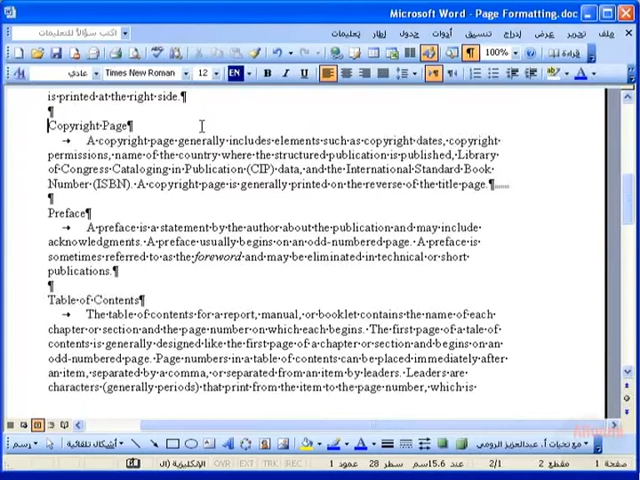 Microsoft Word - Page Formatting.doc
ملف تحرير عرض إدراج تنسيق أدوات جدول إطار تعليمات اكتب سؤالاً للتعليمات
100% قراءة
عادي Times New Roman 12 EN B I U
is printed at the right side.¶
¶
Copyright Page¶
A copyright page generally includes elements such as copyright dates, copyright
permissions, name of the country where the structured publication is published, Library
of Congress Cataloging in Publication (CIP) data, and the International Standard Book
Number (ISBN). A copyright page is generally printed on the reverse of the title page.¶
¶
Preface¶
A preface is a statement by the author about the publication and may include
acknowledgments. A preface usually begins on an odd-numbered page. A preface is
sometimes referred to as the foreword and may be eliminated in technical or short
publications.¶
¶
Table of Contents¶
The table of contents for a report, manual, or booklet contains the name of each
chapter or section and the page number on which each begins. The first page of a tale of
contents is generally designed like the first page of a chapter or section and begins on an
odd-numbered page. Page numbers in a table of contents can be placed immediately after
an item, separated by a comma, or separated from an item by leaders. Leaders are
characters (generally periods) that print from the item to the page number, which is
رسم أشكال تلقائية مع تحيات أ. عبدالعزيز الرومي
صفحة 1 مقطع 2 2/1 عند 15.6سم سطر 28 عمود 1 REC TRK EXT OVR الإنكليزية (ال